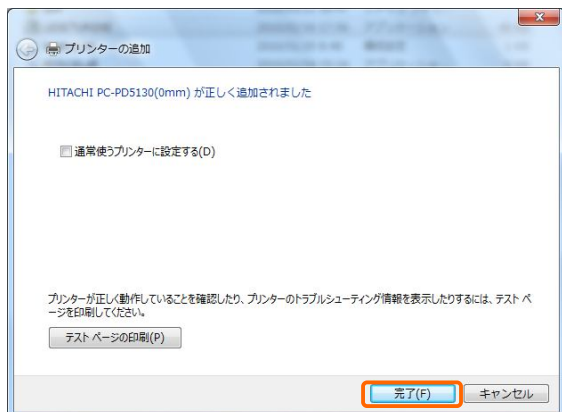 プリンターの追加
HITACHI PC-PD5130(0mm) が正しく追加されました
通常使うプリンターに設定する(D)
プリンターが正しく動作していることを確認したり、プリンターのトラブルシューティング情報を表示したりするには、テスト ペ
ージを印刷してください。
テスト ページの印刷(P)
完了(F) キャンセル